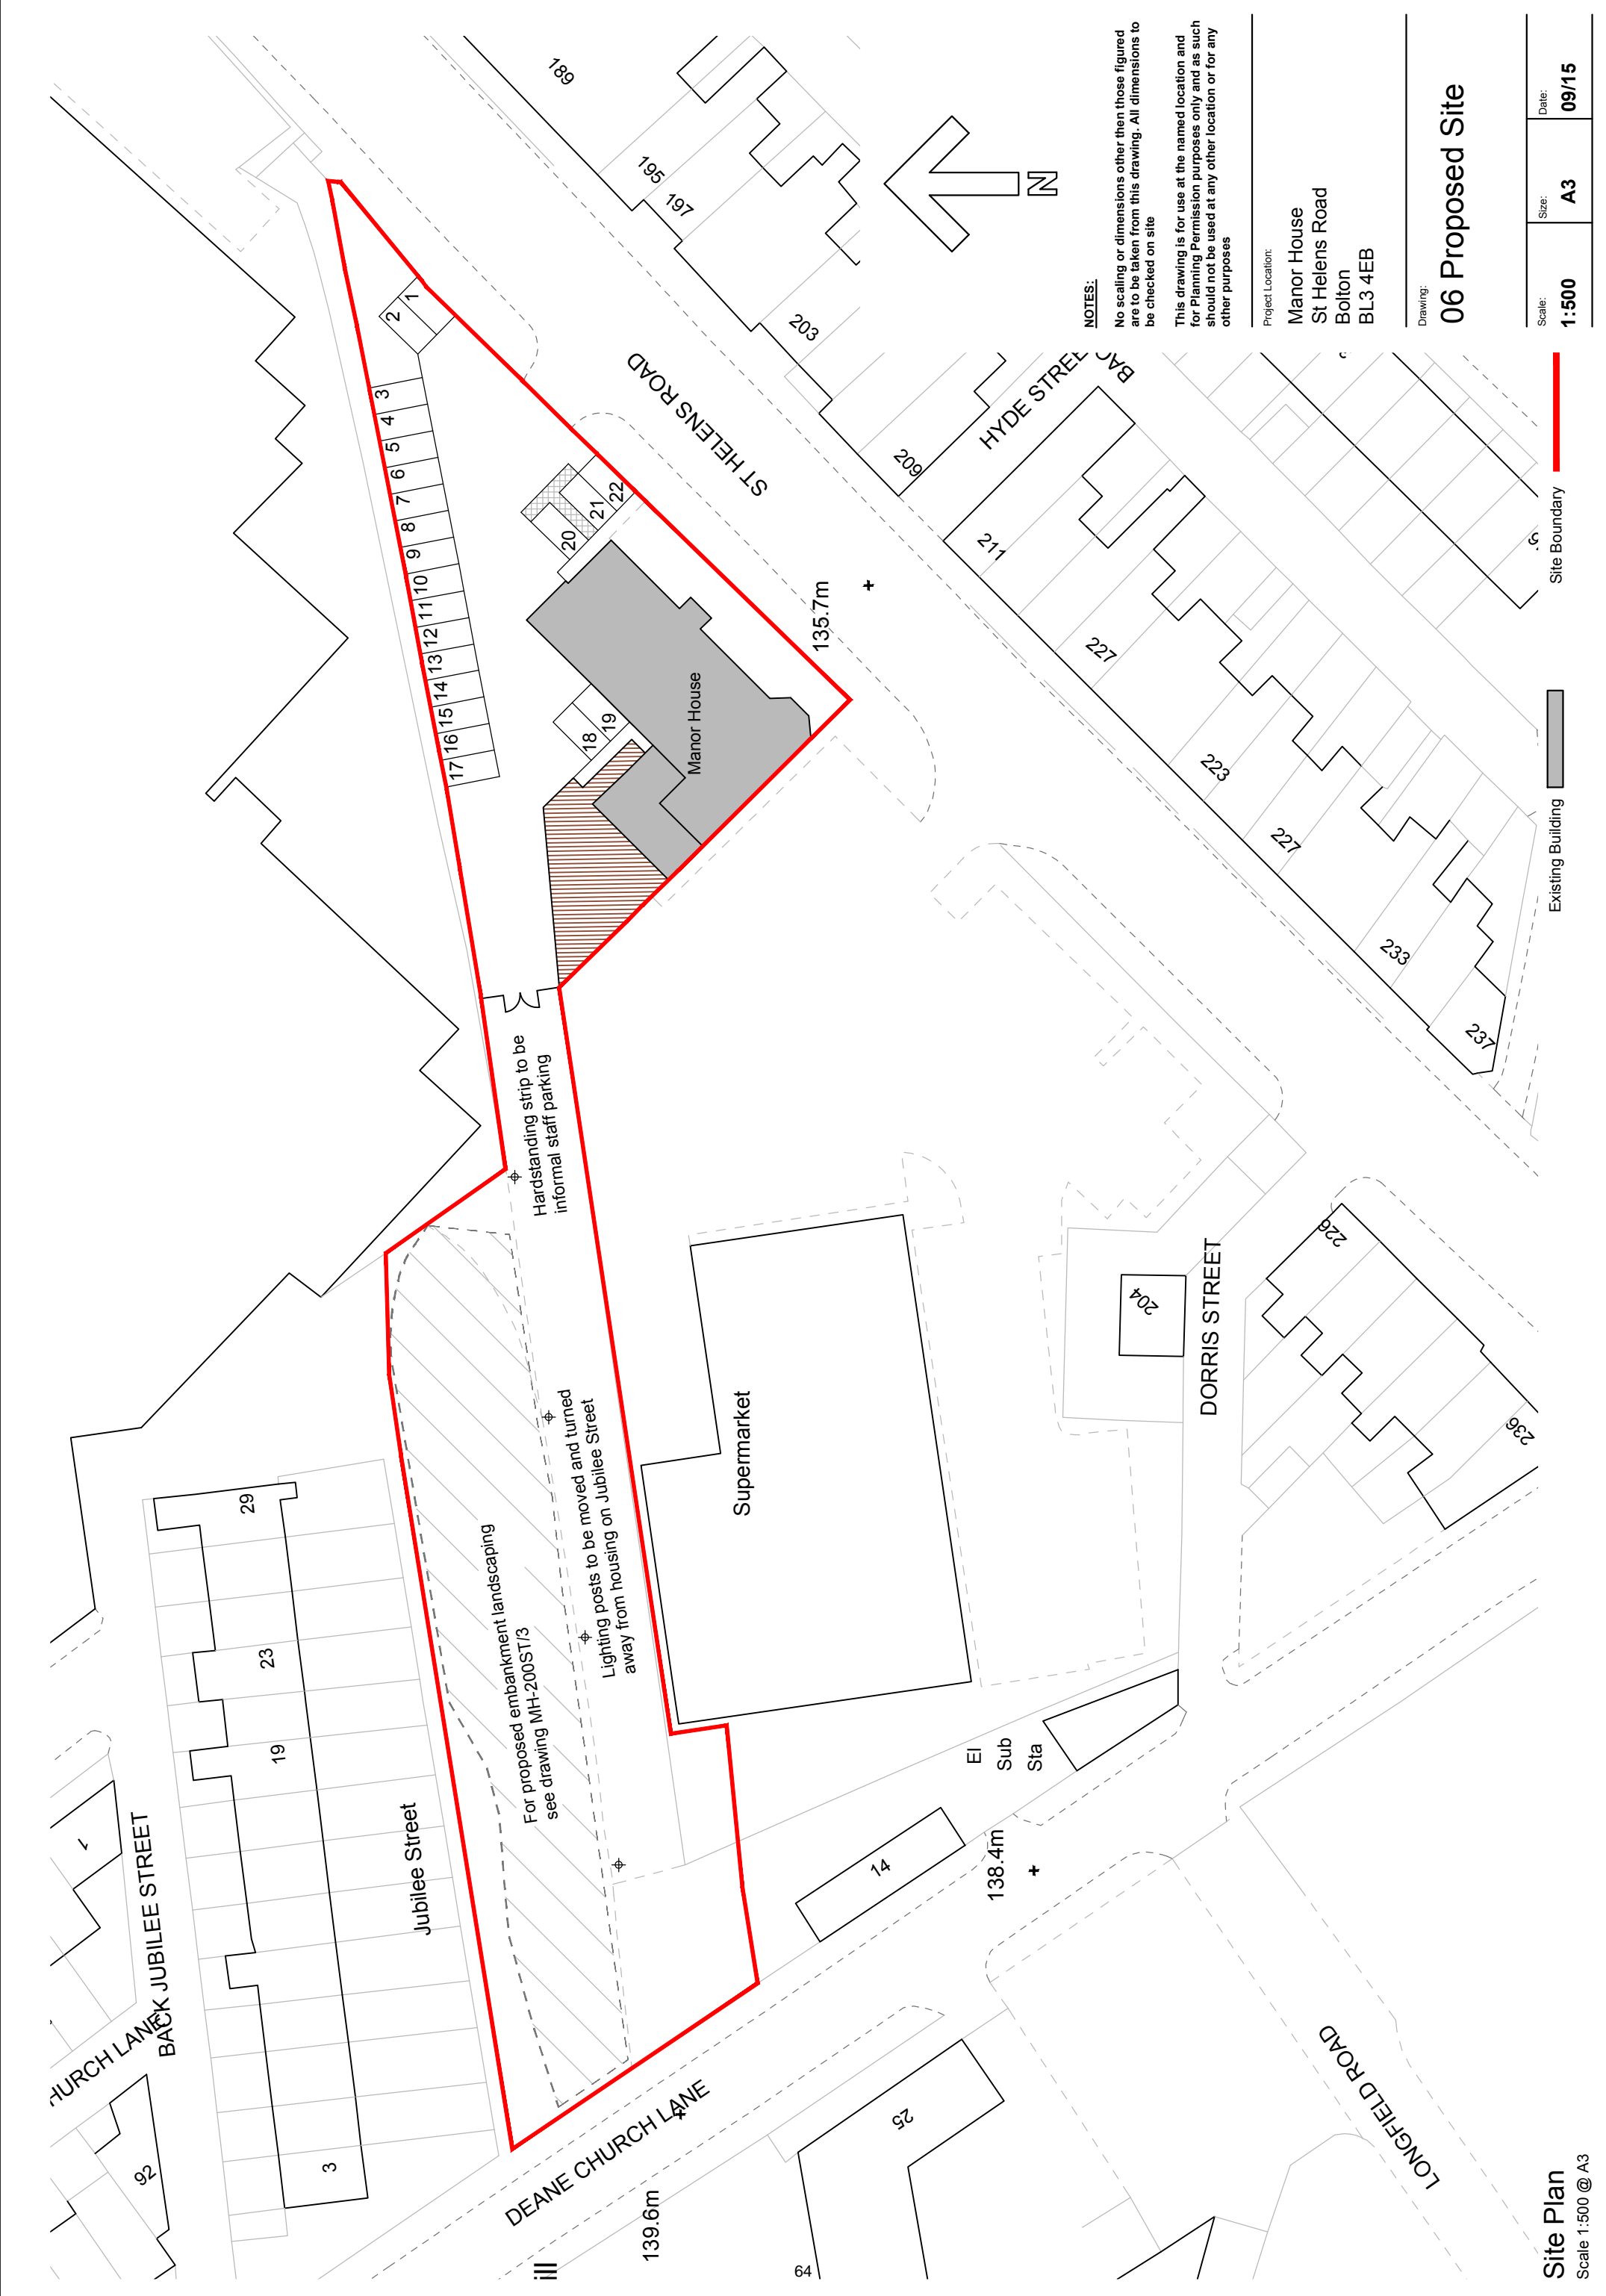 HURCH LANE
BACK JUBILEE STREET
1
92
3
19
23
29
Jubilee Street
For proposed embankment landscaping
see drawing MH-200ST/3
Lighting posts to be moved and turned
away from housing on Jubilee Street
Hardstanding strip to be
informal staff parking
1
2
3
4
5
6
7
8
9
10
11
12
13
14
15
16
17
18
19
20
21
22
Manor House
ST HELENS ROAD
135.7m
189
195
197
203
209
HYDE STREE
BAC
211
227
223
227
233
237
Supermarket
204
DORRIS STREET
226
236
El
Sub
Sta
14
138.4m
DEANE CHURCH LANE
139.6m
ill
64
25
LONGFIELD ROAD
N
NOTES:
No scaling or dimensions other then those figured
are to be taken from this drawing. All dimensions to
be checked on site
This drawing is for use at the named location and
for Planning Permission purposes only and as such
should not be used at any other location or for any
other purposes
Project Location:
Manor House
St Helens Road
Bolton
BL3 4EB
Drawing:
06 Proposed Site
Scale:
1:500
Size:
A3
Date:
09/15
Existing Building
Site Boundary
Site Plan
Scale 1:500 @ A3